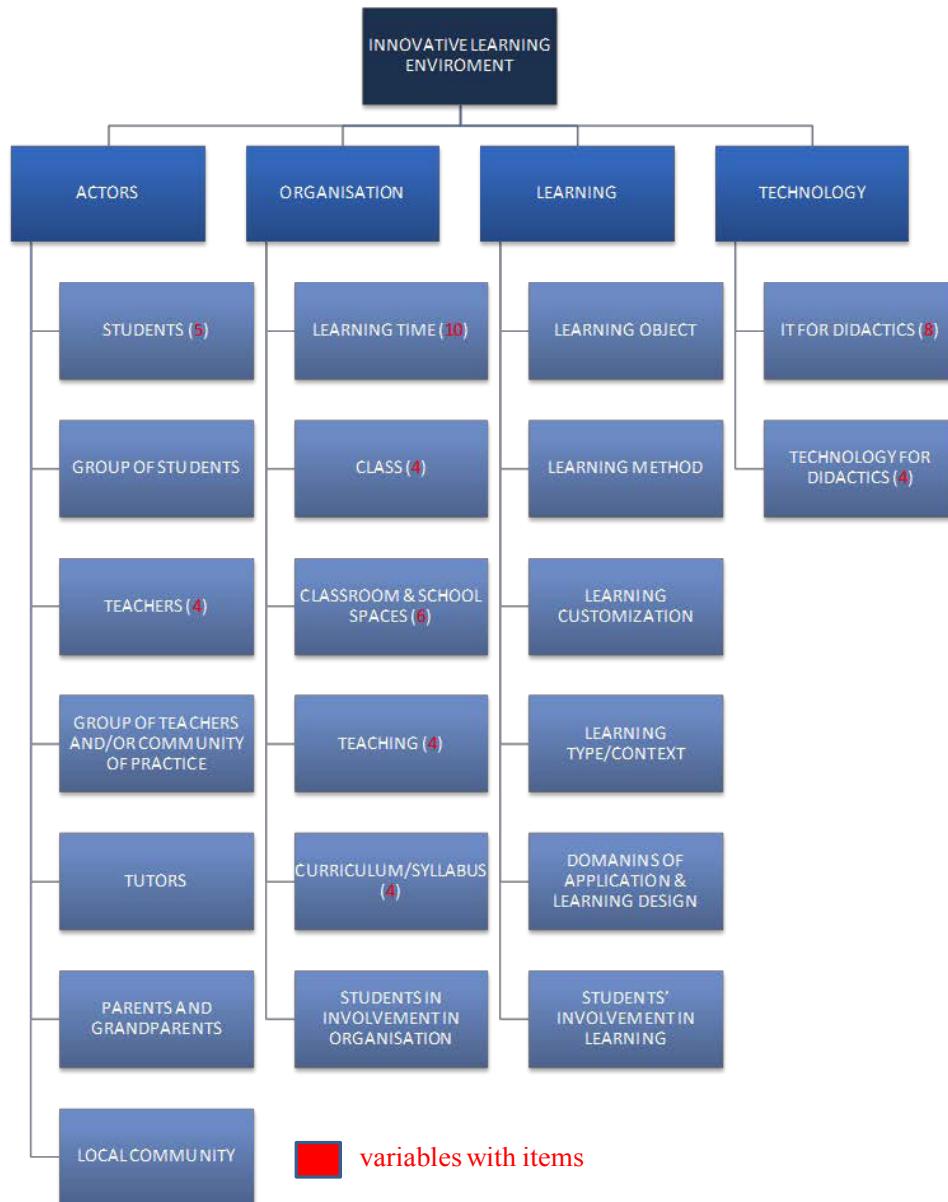 INNOVATIVE LEARNING
ENVIROMENT
ACTORS
ORGANISATION
LEARNING
TECHNOLOGY
STUDENTS (5)
LEARNING TIME (10)
LEARNING OBJECT
IT FOR DIDACTICS (8)
GROUP OF STUDENTS
CLASS (4)
LEARNING METHOD
TECHNOLOGY FOR
DIDACTICS (4)
TEACHERS (4)
CLASSROOM & SCHOOL
SPACES (6)
LEARNING
CUSTOMIZATION
GROUP OF TEACHERS
AND/OR COMMUNITY
OF PRACTICE
TEACHING (4)
LEARNING
TYPE/CONTEXT
TUTORS
CURRICULUM/SYLLABUS
(4)
DOMANINS OF
APPLICATION &
LEARNING DESIGN
PARENTS AND
GRANDPARENTS
STUDENTS IN
INVOLVEMENT IN
ORGANISATION
STUDENTS'
INVOLVEMENT IN
LEARNING
LOCAL COMMUNITY
variables with items